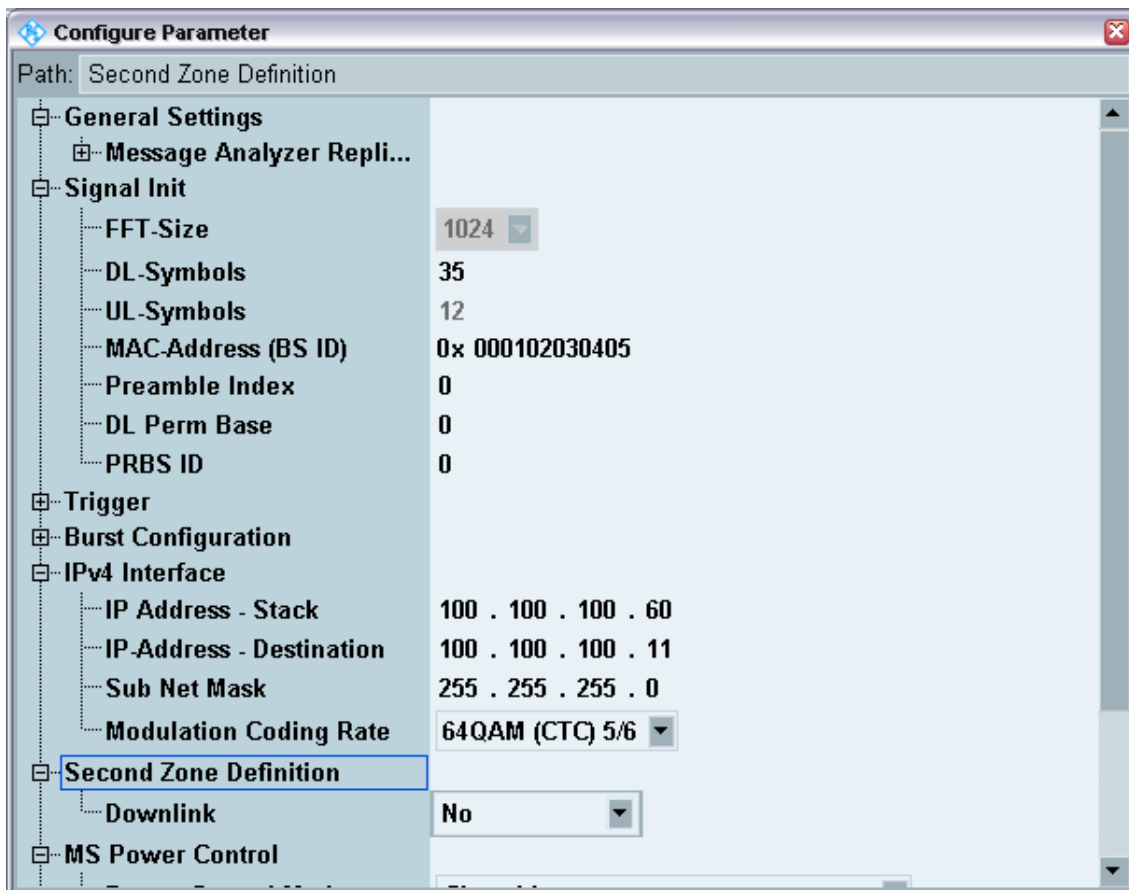 Configure Parameter
Path: Second Zone Definition
General Settings
Message Analyzer Repli...
Signal Init
FFT-Size 1024
DL-Symbols 35
UL-Symbols 12
MAC-Address (BS ID) 0x 000102030405
Preamble Index 0
DL Perm Base 0
PRBS ID 0
Trigger
Burst Configuration
IPv4 Interface
IP Address - Stack 100 . 100 . 100 . 60
IP-Address - Destination 100 . 100 . 100 . 11
Sub Net Mask 255 . 255 . 255 . 0
Modulation Coding Rate 64QAM (CTC) 5/6
Second Zone Definition
Downlink No
MS Power Control